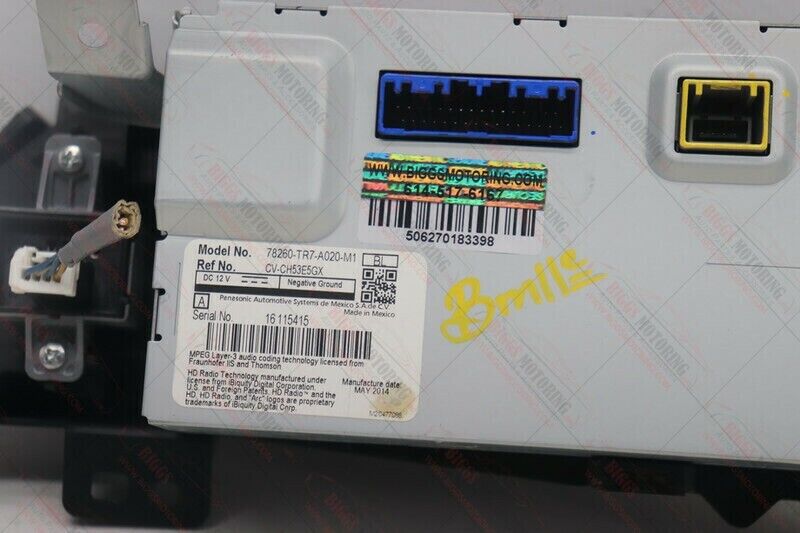 WWW.BIGGSMOTORING.COM
614-517-6167
506270183398
Model No. 78260-TR7-A020-M1 BL
Ref No. CV-CH53E5GX
DC 12 V Negative Ground
A Panasonic Automotive Systems de Mexico S.A. de C.V.
Made in Mexico
Serial No. 16115415
MPEG Layer-3 audio coding technology licensed from
Fraunhofer IIS and Thomson.
HD Radio Technology manufactured under
license from iBiquity Digital Corporation.
U.S. and Foreign Patents. HD Radio™ and the
HD, HD Radio, and "Arc" logos are proprietary
trademarks of iBiquity Digital Corp.
Manufacture date:
MAY 2014
BIGGS MOTORING